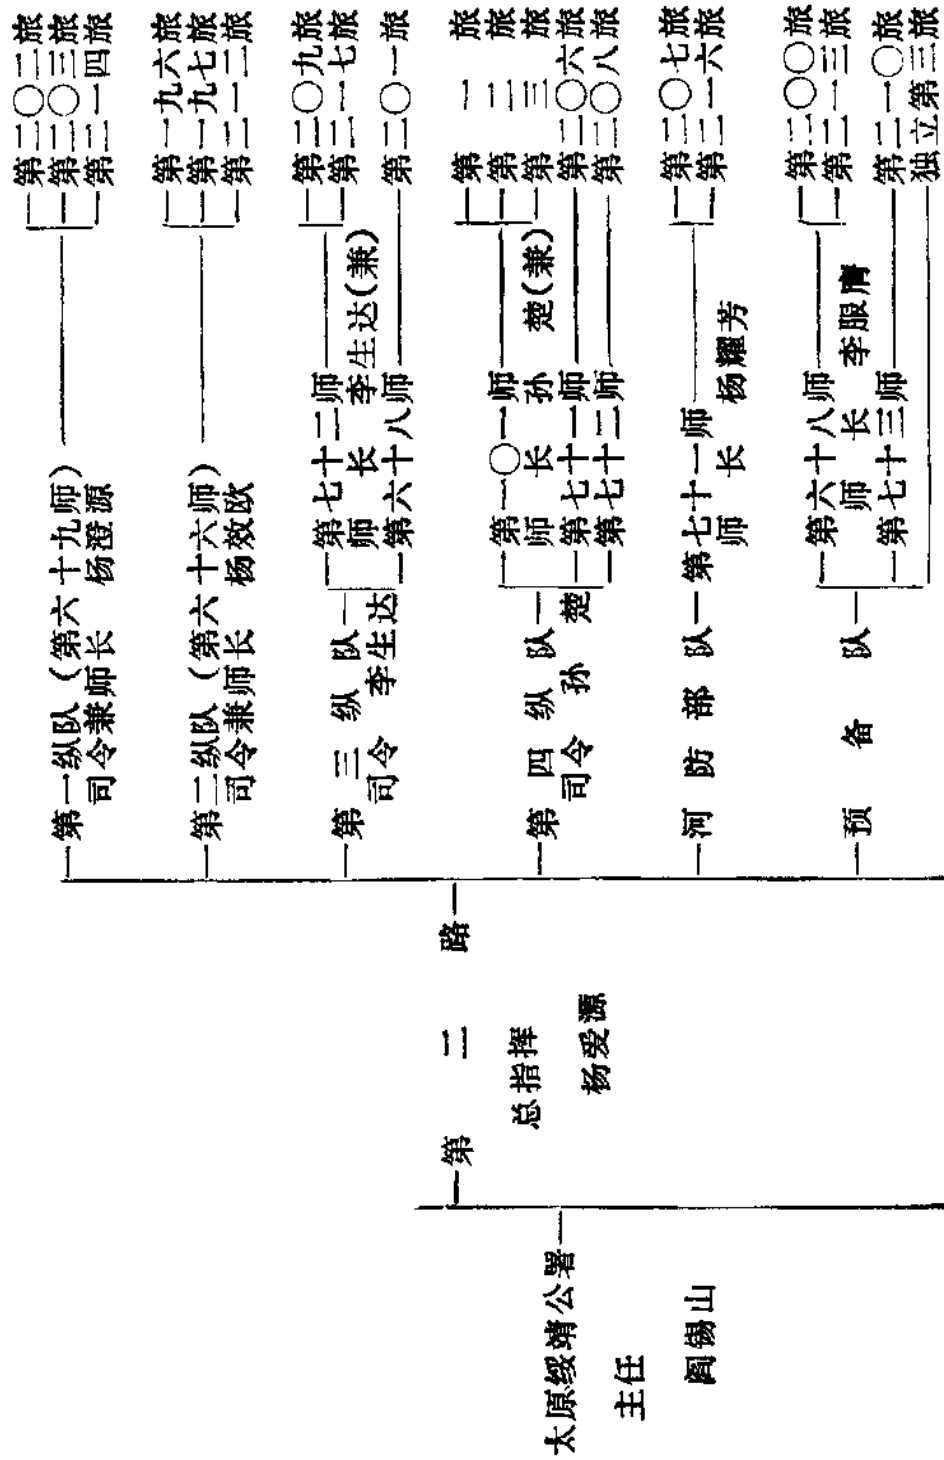 太原绥靖公署
主任
阎锡山
第二路
总指挥
杨爱源
第一纵队(第六十九师)
司令兼师长 杨澄源
第二〇二旅
第二〇三旅
第二一四旅
第二纵队(第六十六师)
司令兼师长 杨效欧
第一九六旅
第一九七旅
第二一二旅
第三纵队
司令 李生达
第七十二师
师长 李生达(兼)
第二〇九旅
第二一七旅
第六十八师
第二〇一旅
第四纵队
司令 孙楚
第一〇一师
师长 孙楚(兼)
第一旅
第二旅
第三旅
第七十一师
第二〇六旅
第七十二师
第二〇八旅
河防部队
第七十一师
师长 杨耀芳
第二〇七旅
第二一六旅
预备队
第六十八师
师长 李服膺
第二〇〇旅
第二一三旅
第七十三师
第二一〇旅
独立第三旅